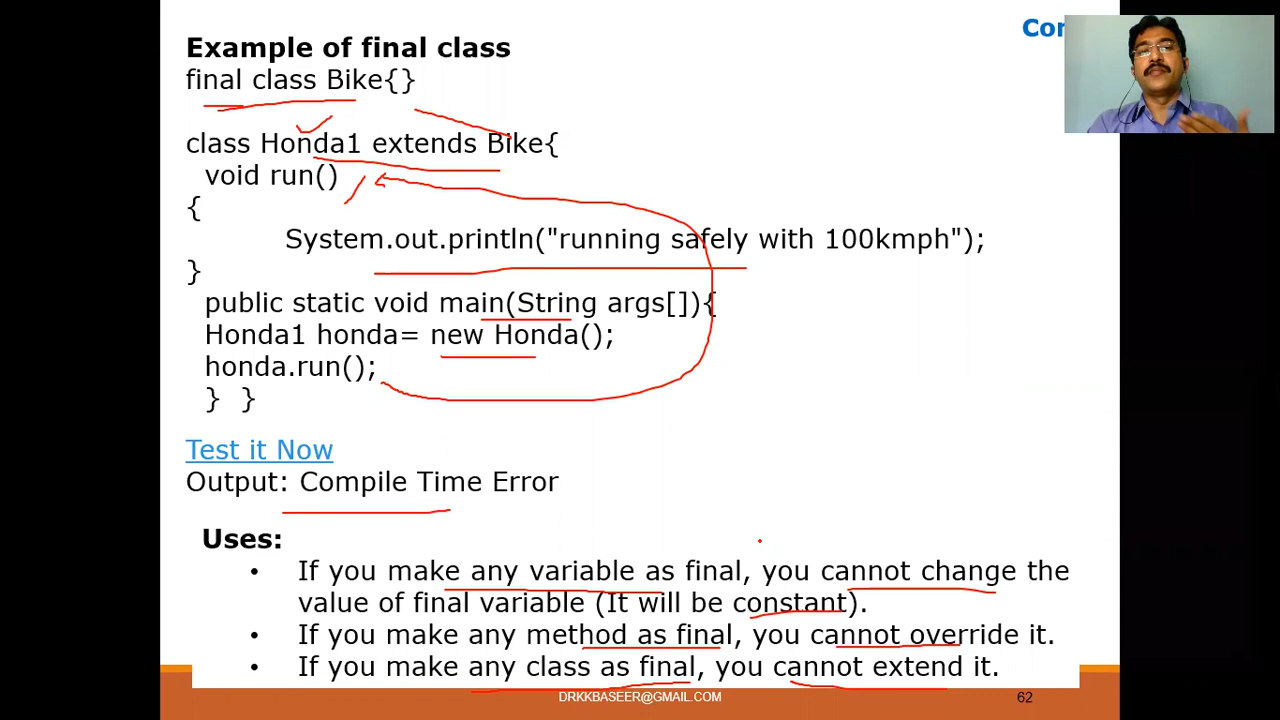 Example of final class
final class Bike{}
class Honda1 extends Bike{
void run()
{
System.out.println("running safely with 100kmph");
}
public static void main(String args[]){
Honda1 honda= new Honda();
honda.run();
} }
Test it Now
Output: Compile Time Error
Uses:
• If you make any variable as final, you cannot change the
value of final variable (It will be constant).
• If you make any method as final, you cannot override it.
• If you make any class as final, you cannot extend it.
DRKKBASEER@GMAIL.COM
62